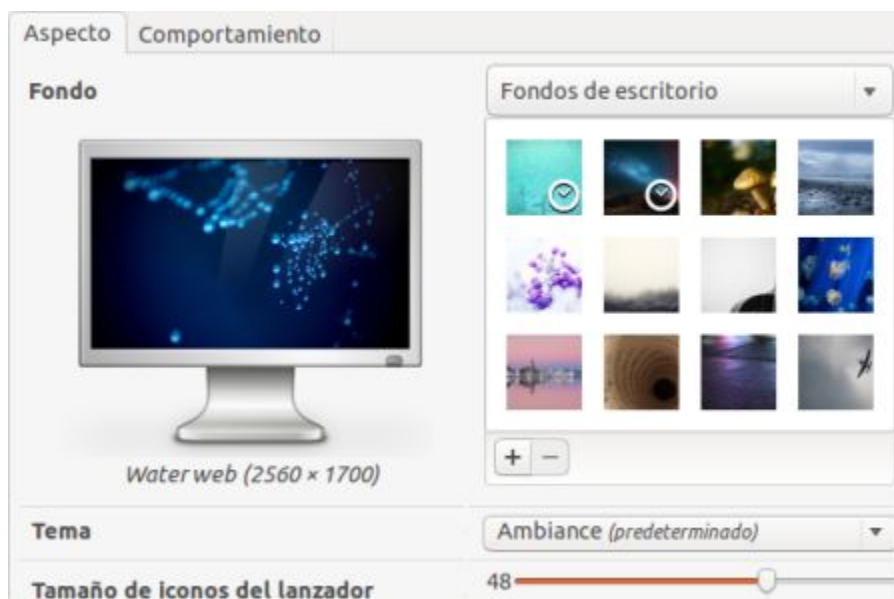 Aspecto
Comportamiento
Fondo
Fondos de escritorio
Water web (2560 × 1700)
+ −
Tema
Ambiance (predeterminado)
Tamaño de iconos del lanzador
48